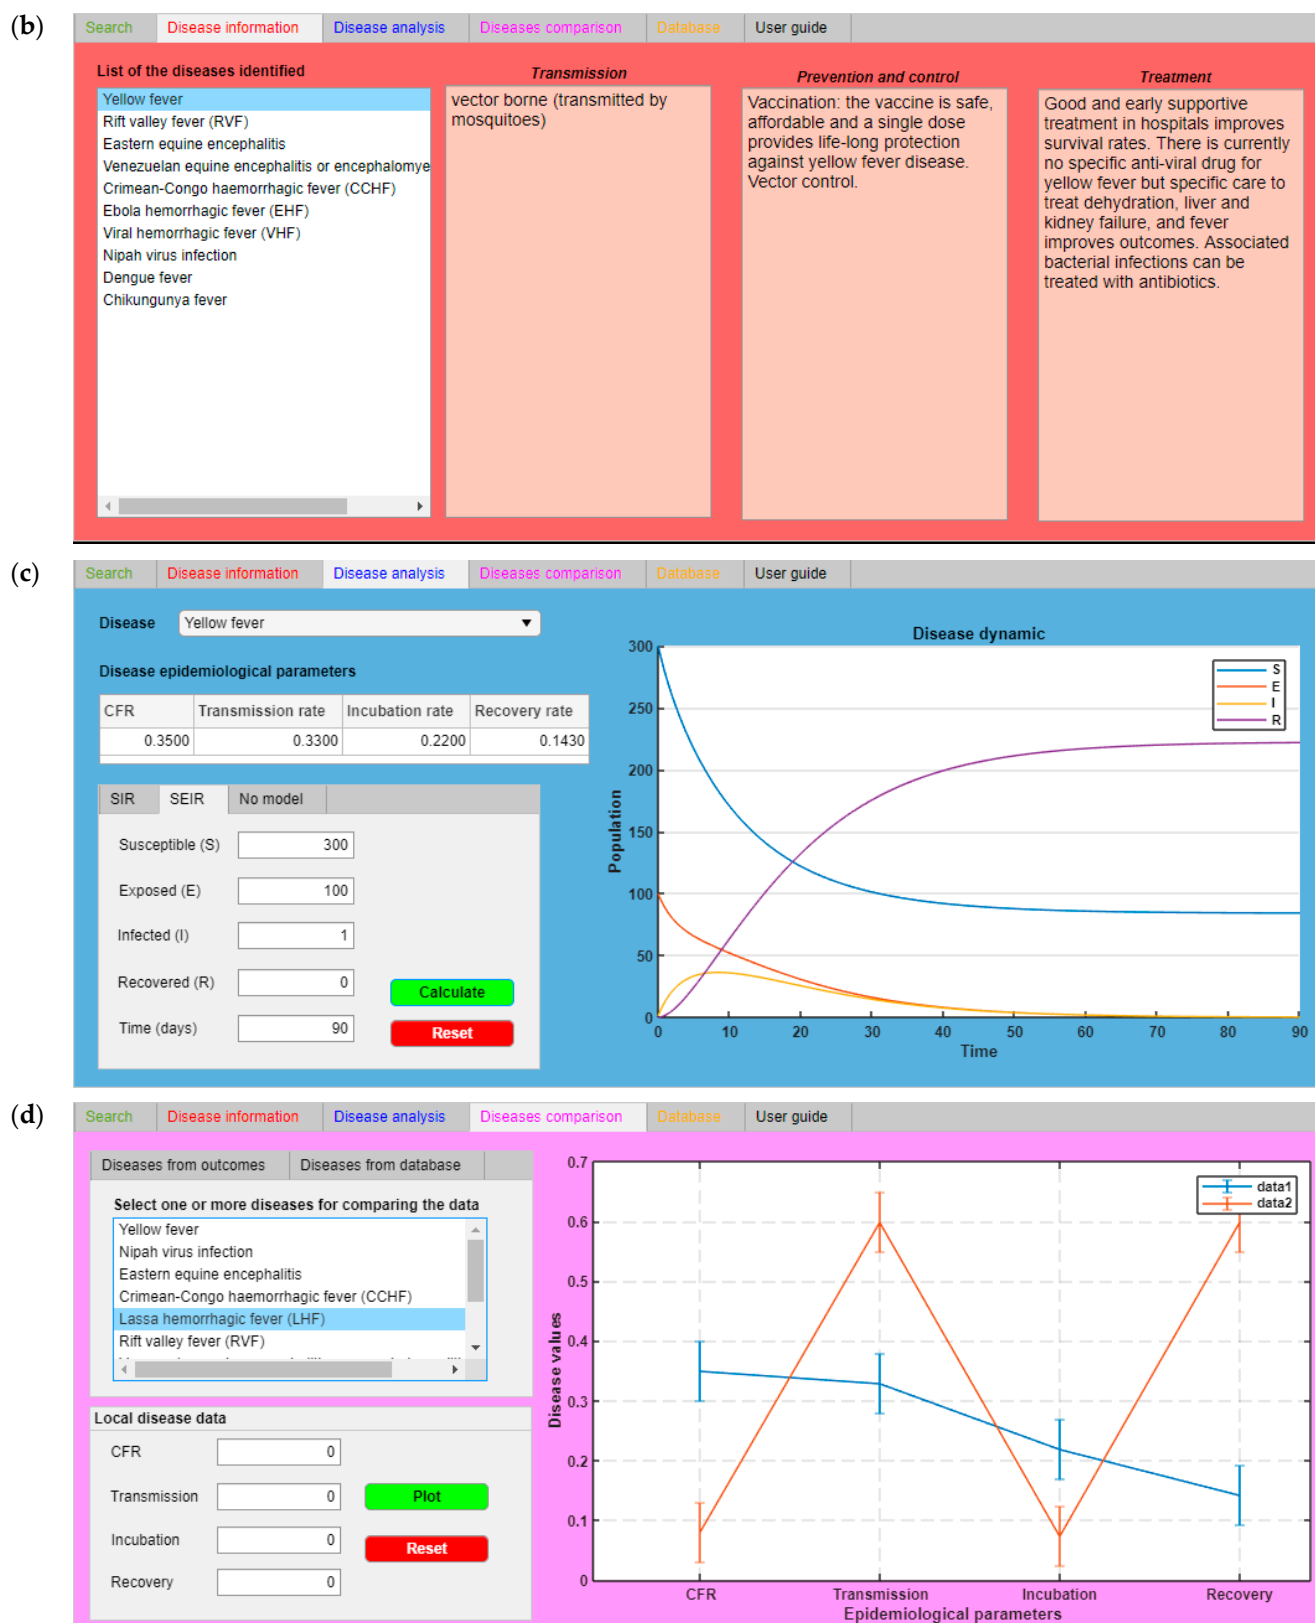 (b)
Search Disease information Disease analysis Diseases comparison Database User guide
List of the diseases identified
Yellow fever
Rift valley fever (RVF)
Eastern equine encephalitis
Venezuelan equine encephalitis or encephalomye
Crimean-Congo haemorrhagic fever (CCHF)
Ebola hemorrhagic fever (EHF)
Viral hemorrhagic fever (VHF)
Nipah virus infection
Dengue fever
Chikungunya fever
Transmission
vector borne (transmitted by
mosquitoes)
Prevention and control
Vaccination: the vaccine is safe,
affordable and a single dose
provides life-long protection
against yellow fever disease.
Vector control.
Treatment
Good and early supportive
treatment in hospitals improves
survival rates. There is currently
no specific anti-viral drug for
yellow fever but specific care to
treat dehydration, liver and
kidney failure, and fever
improves outcomes. Associated
bacterial infections can be
treated with antibiotics.
(c)
Search Disease information Disease analysis Diseases comparison Database User guide
Disease Yellow fever
Disease epidemiological parameters
CFR Transmission rate Incubation rate Recovery rate
0.3500 0.3300 0.2200 0.1430
SIR SEIR No model
Susceptible (S) 300
Exposed (E) 100
Infected (I) 1
Recovered (R) 0
Calculate
Time (days) 90
Reset
Disease dynamic
300
250
200
150
100
50
0
Population
S
E
I
R
0 10 20 30 40 50 60 70 80 90
Time
(d)
Search Disease information Disease analysis Diseases comparison Database User guide
Diseases from outcomes Diseases from database
Select one or more diseases for comparing the data
Yellow fever
Nipah virus infection
Eastern equine encephalitis
Crimean-Congo haemorrhagic fever (CCHF)
Lassa hemorrhagic fever (LHF)
Rift valley fever (RVF)
Local disease data
CFR 0
Transmission 0
Plot
Incubation 0
Reset
Recovery 0
0.7
0.6
0.5
0.4
0.3
0.2
0.1
0
Disease values
data1
data2
CFR Transmission Incubation Recovery
Epidemiological parameters